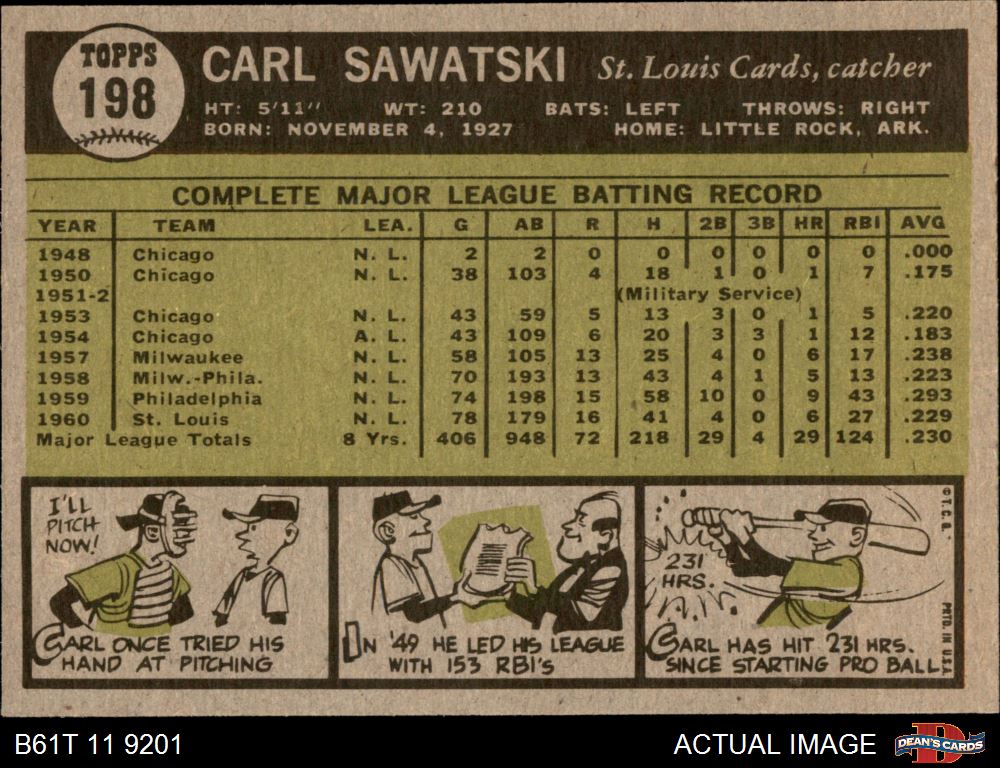 TOPPS
198
CARL SAWATSKI St. Louis Cards, catcher
HT: 5'11" WT: 210 BATS: LEFT THROWS: RIGHT
BORN: NOVEMBER 4, 1927 HOME: LITTLE ROCK, ARK.
COMPLETE MAJOR LEAGUE BATTING RECORD
YEAR TEAM LEA. G AB R H 2B 3B HR RBI AVG
1948 Chicago N. L. 2 2 0 0 0 0 0 0 .000
1950 Chicago N. L. 38 103 4 18 1 0 1 7 .175
1951-2 (Military Service)
1953 Chicago N. L. 43 59 5 13 3 0 1 5 .220
1954 Chicago A. L. 43 109 6 20 3 3 1 12 .183
1957 Milwaukee N. L. 58 105 13 25 4 0 6 17 .238
1958 Milw.-Phila. N. L. 70 193 13 43 4 1 5 13 .223
1959 Philadelphia N. L. 74 198 15 58 10 0 9 43 .293
1960 St. Louis N. L. 78 179 16 41 4 0 6 27 .229
Major League Totals 8 Yrs. 406 948 72 218 29 4 29 124 .230
I'LL
PITCH
NOW!
CARL ONCE TRIED HIS
HAND AT PITCHING
IN '49 HE LED HIS LEAGUE
WITH 153 RBI'S
231
HRS.
CARL HAS HIT 231 HRS.
SINCE STARTING PRO BALL.
© T. C. G.
PRTD. IN U.S.A.
B61T 11 9201 ACTUAL IMAGE
D
DEAN'S CARDS